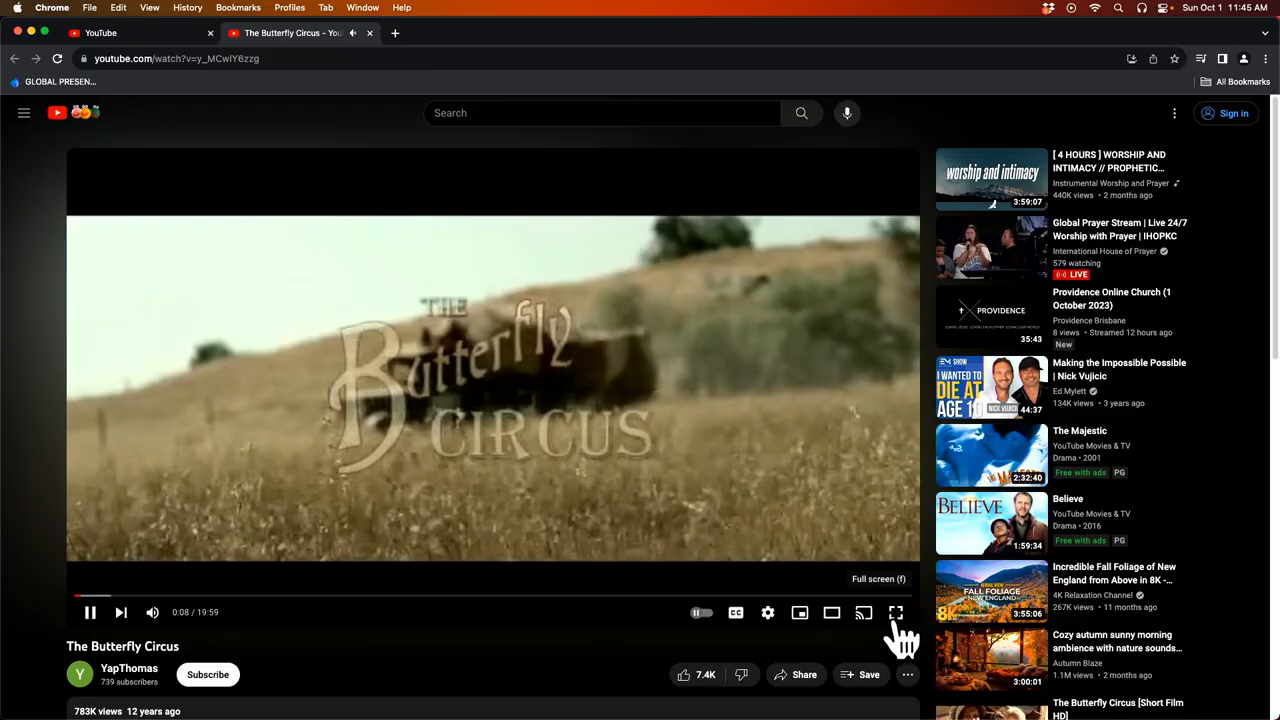 Chrome File Edit View History Bookmarks Profiles Tab Window Help Sun Oct 1 11:45 AM
YouTube
The Butterfly Circus - You
youtube.com/watch?v=y_MCwlY6zzg
GLOBAL PRESEN...
All Bookmarks
Search
Sign in
THE
Butterfly
CIRCUS
Full screen (f)
0:08 / 19:59
CC
The Butterfly Circus
Y
YapThomas
739 subscribers
Subscribe
7.4K
Share
Save
783K views 12 years ago
worship and intimacy
3:59:07
[ 4 HOURS ] WORSHIP AND
INTIMACY // PROPHETIC...
Instrumental Worship and Prayer
440K views • 2 months ago
Global Prayer Stream | Live 24/7
Worship with Prayer | IHOPKC
International House of Prayer
579 watching
LIVE
PROVIDENCE
35:43
Providence Online Church (1
October 2023)
Providence Brisbane
8 views • Streamed 12 hours ago
New
EM SHOW
I WANTED TO
DIE AT
AGE 10
NICK VUJICIC
44:37
Making the Impossible Possible
| Nick Vujicic
Ed Mylett
134K views • 3 years ago
2:32:40
The Majestic
YouTube Movies & TV
Drama • 2001
Free with ads PG
BELIEVE
1:59:34
Believe
YouTube Movies & TV
Drama • 2016
Free with ads PG
NEW ENGLAND
FALL FOLIAGE
8K
3:55:06
Incredible Fall Foliage of New
England from Above in 8K -...
4K Relaxation Channel
267K views • 11 months ago
3:00:01
Cozy autumn sunny morning
ambience with nature sounds...
Autumn Blaze
1.1M views • 2 months ago
The Butterfly Circus [Short Film
HD]